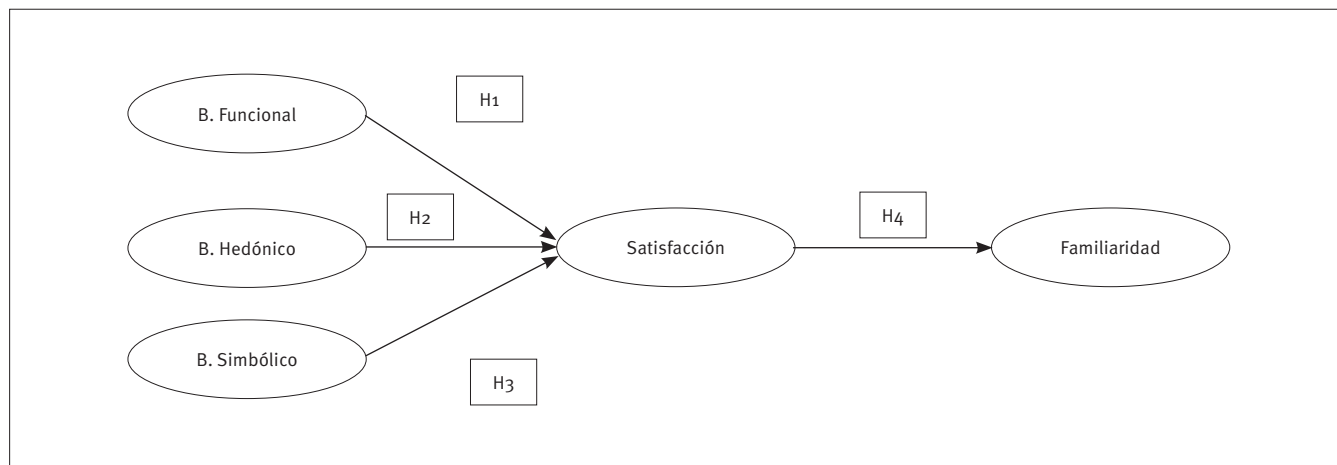 H1
B. Funcional
H2
B. Hedónico
Satisfacción
H4
Familiaridad
B. Simbólico
H3